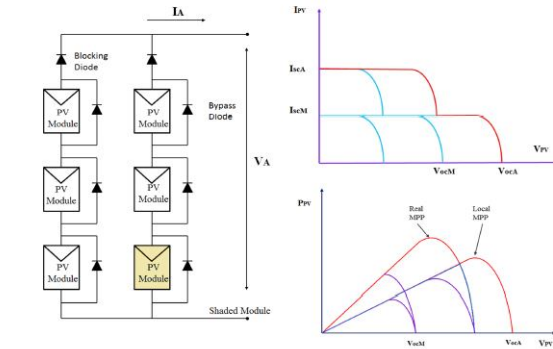 IA
Blocking
Diode
PV
Module
PV
Module
Bypass
Diode
PV
Module
PV
Module
VA
PV
Module
PV
Module
Shaded Module
IPV
IscA
IscM
VPV
VocM
VocA
PPV
Real
MPP
Local
MPP
VocM
VocA
VPV